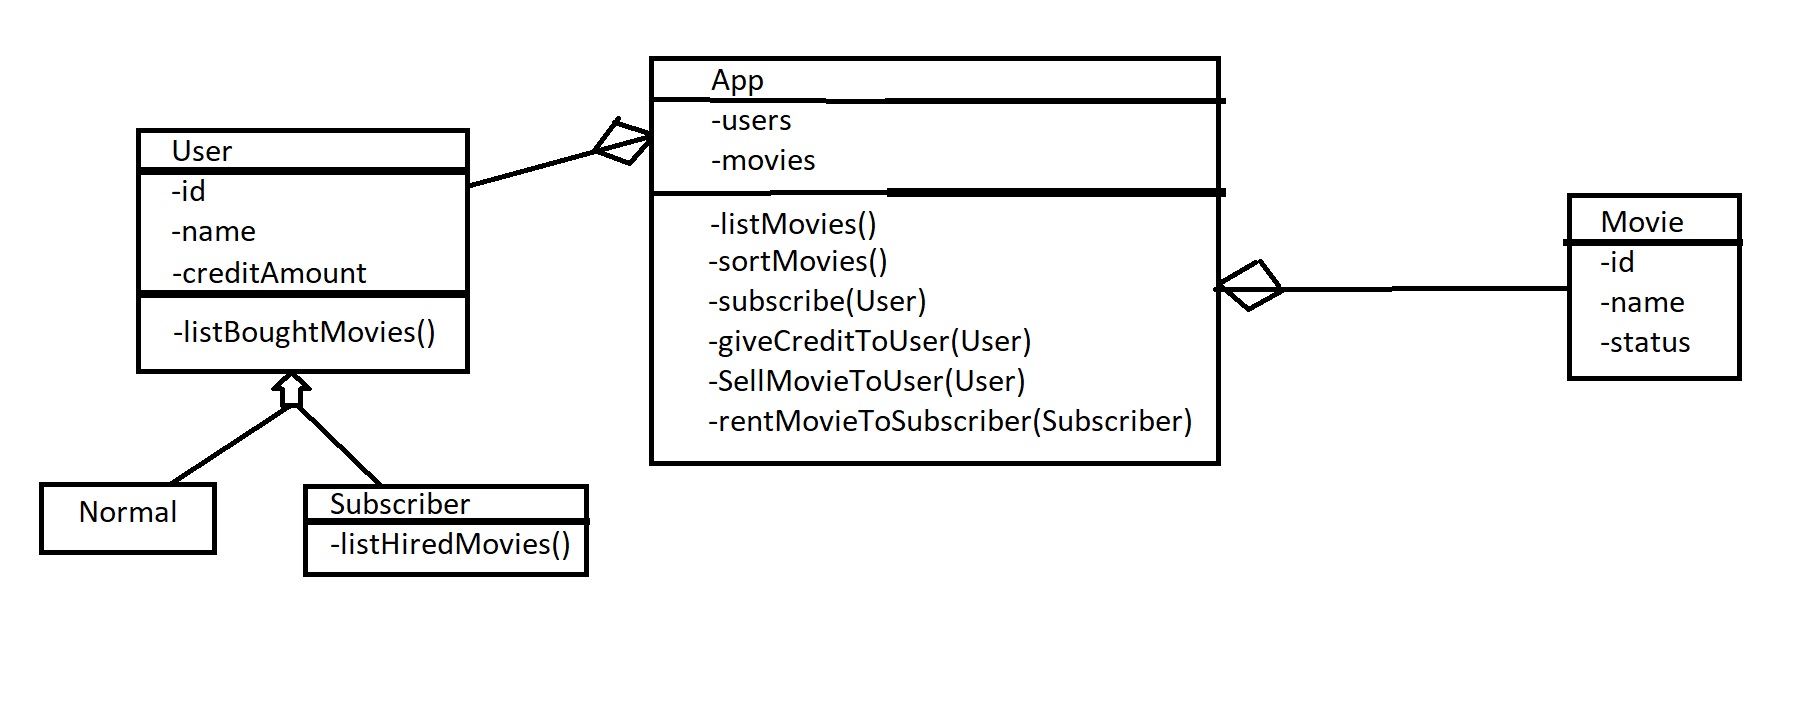 User
-id
-name
-creditAmount
-listBoughtMovies()
Normal
Subscriber
-listHiredMovies()
App
-users
-movies
-listMovies()
-sortMovies()
-subscribe(User)
-giveCreditToUser(User)
-SellMovieToUser(User)
-rentMovieToSubscriber(Subscriber)
Movie
-id
-name
-status